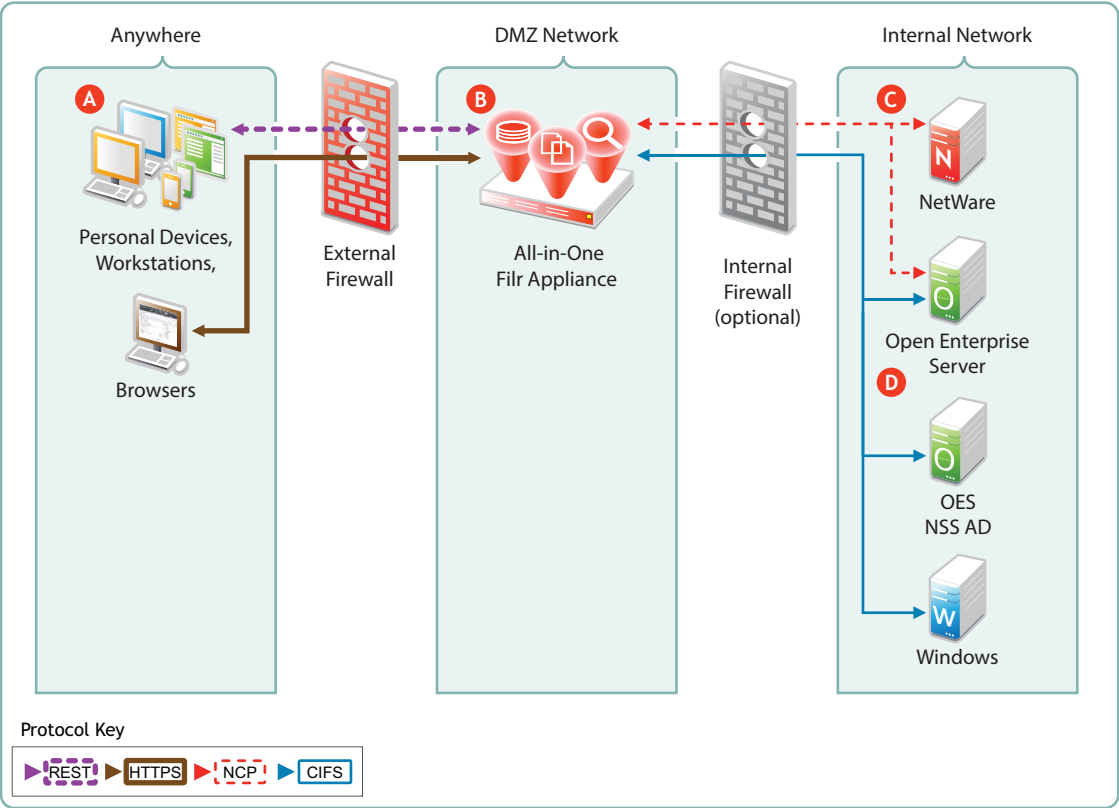 Anywhere
DMZ Network
Internal Network
A
B
C
N
NetWare
Personal Devices,
Workstations,
External
Firewall
All-in-One
Filr Appliance
Internal
Firewall
(optional)
O
Open Enterprise
Server
Browsers
D
O
OES
NSS AD
W
Windows
Protocol Key
REST
HTTPS
NCP
CIFS